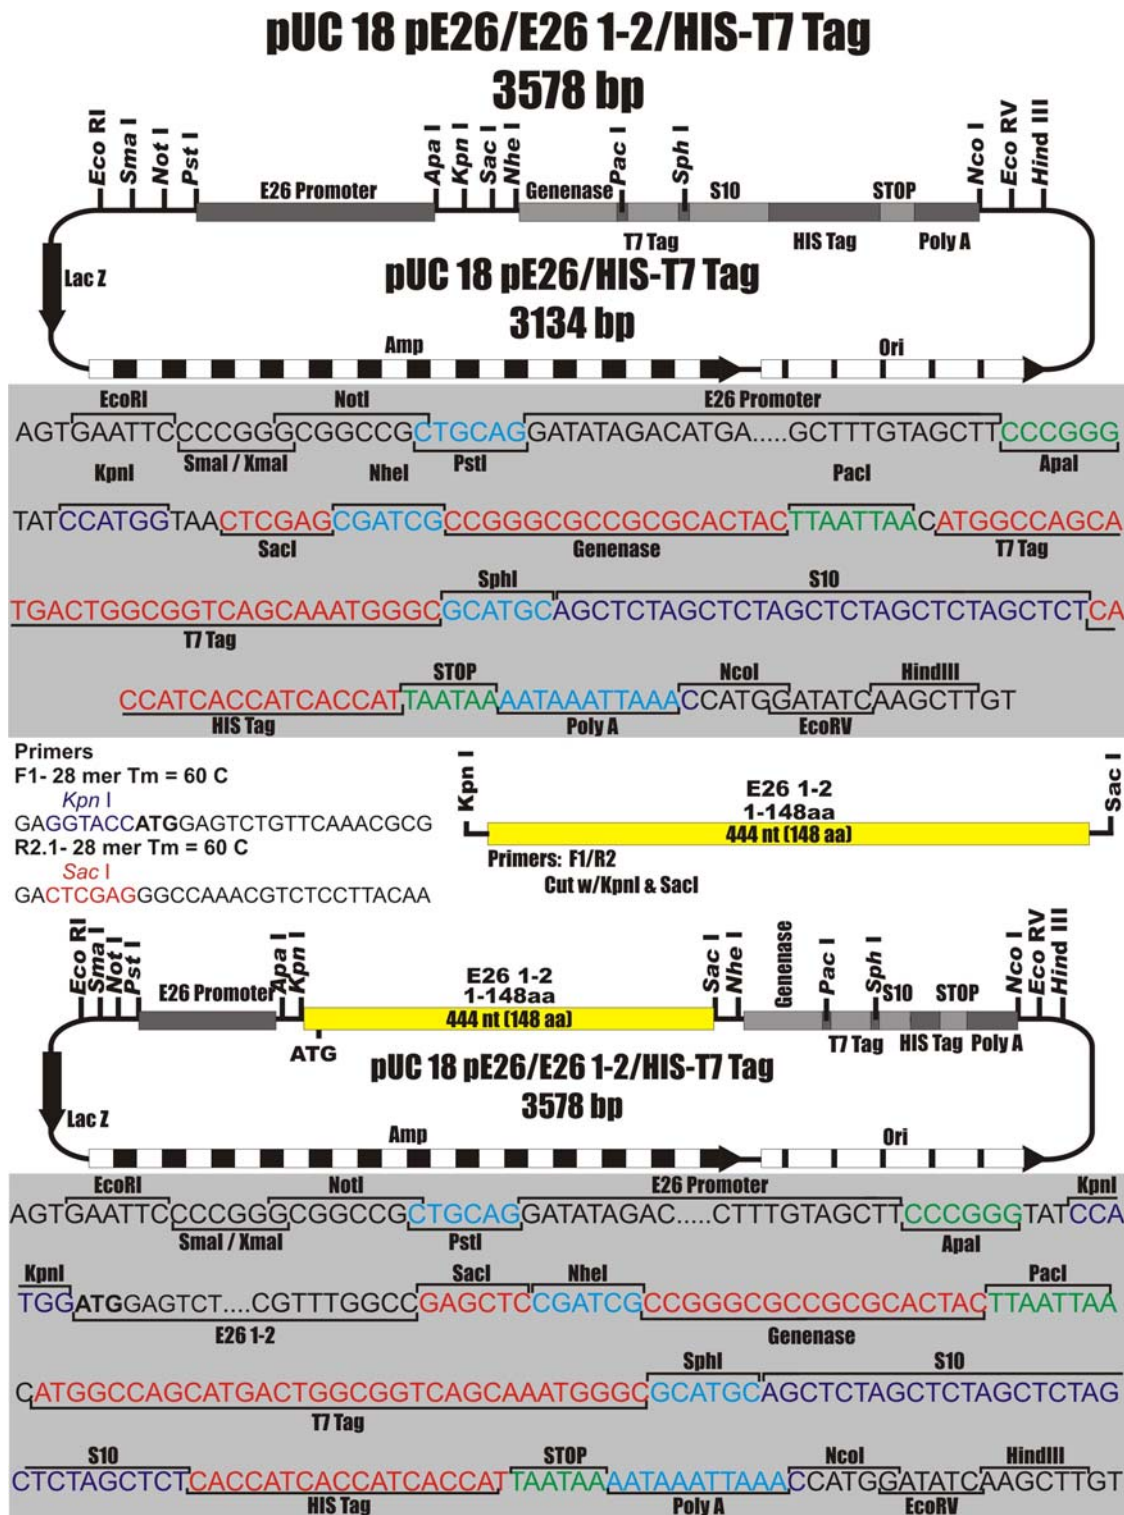 pUC 18 pE26/E26 1-2/HIS-T7 Tag
3578 bp
Eco RI Sma I Not I Pst I Apa I Kpn I Sac I Nhe I Pac I Sph I Nco I Eco RV Hind III
E26 Promoter Genenase S10 STOP
T7 Tag HIS Tag Poly A
Lac Z
pUC 18 pE26/HIS-T7 Tag
3134 bp
Amp Ori
EcoRI NotI E26 Promoter
AGTGAATTCCCCGGGCGGCCGCTGCAGGATATAGACATGA.....GCTTTGTAGCTTCCCGGG
SmaI / XmaI PstI ApaI
KpnI NheI PacI
TATCCATGGTAACTCGAGCGATCGCCGGGCGCCGCGCACTACTTAATTAACATGGCCAGCA
SacI Genenase T7 Tag
SphI S10
TGACTGGCGGTCAGCAAATGGGCGCATGCAGCTCTAGCTCTAGCTCTAGCTCTAGCTCTCA
T7 Tag
STOP NcoI HindIII
CCATCACCATCACCATTAATAAAATAAATTAAACCATGGATATCAAGCTTGT
HIS Tag Poly A EcoRV
Primers
F1- 28 mer Tm = 60 C
Kpn I
GAGGTACCATGGAGTCTGTTCAAACGCG
R2.1- 28 mer Tm = 60 C
Sac I
GACTCGAGGGCCAAACGTCTCCTTACAA
Kpn I Sac I
E26 1-2
1-148aa
444 nt (148 aa)
Primers: F1/R2
Cut w/KpnI & SacI
Eco RI Sma I Not I Pst I Apa I Kpn I Sac I Nhe I Genenase Pac I Sph I Nco I Eco RV Hind III
E26 Promoter E26 1-2 S10 STOP
1-148aa
444 nt (148 aa)
ATG T7 Tag HIS Tag Poly A
pUC 18 pE26/E26 1-2/HIS-T7 Tag
3578 bp
Lac Z
Amp Ori
EcoRI NotI E26 Promoter KpnI
AGTGAATTCCCCGGGCGGCCGCTGCAGGATATAGAC.....CTTTGTAGCTTCCCGGGTATCCA
SmaI / XmaI PstI ApaI
KpnI SacI NheI PacI
TGGATGGAGTCT....CGTTTGGCCGAGCTCCGATCGCCGGGCGCCGCGCACTACTTAATTAA
E26 1-2 Genenase
SphI S10
CATGGCCAGCATGACTGGCGGTCAGCAAATGGGCGCATGCAGCTCTAGCTCTAGCTCTAG
T7 Tag
S10 STOP NcoI HindIII
CTCTAGCTCTCACCATCACCATCACCATTAATAAAATAAATTAAACCATGGATATCAAGCTTGT
HIS Tag Poly A EcoRV